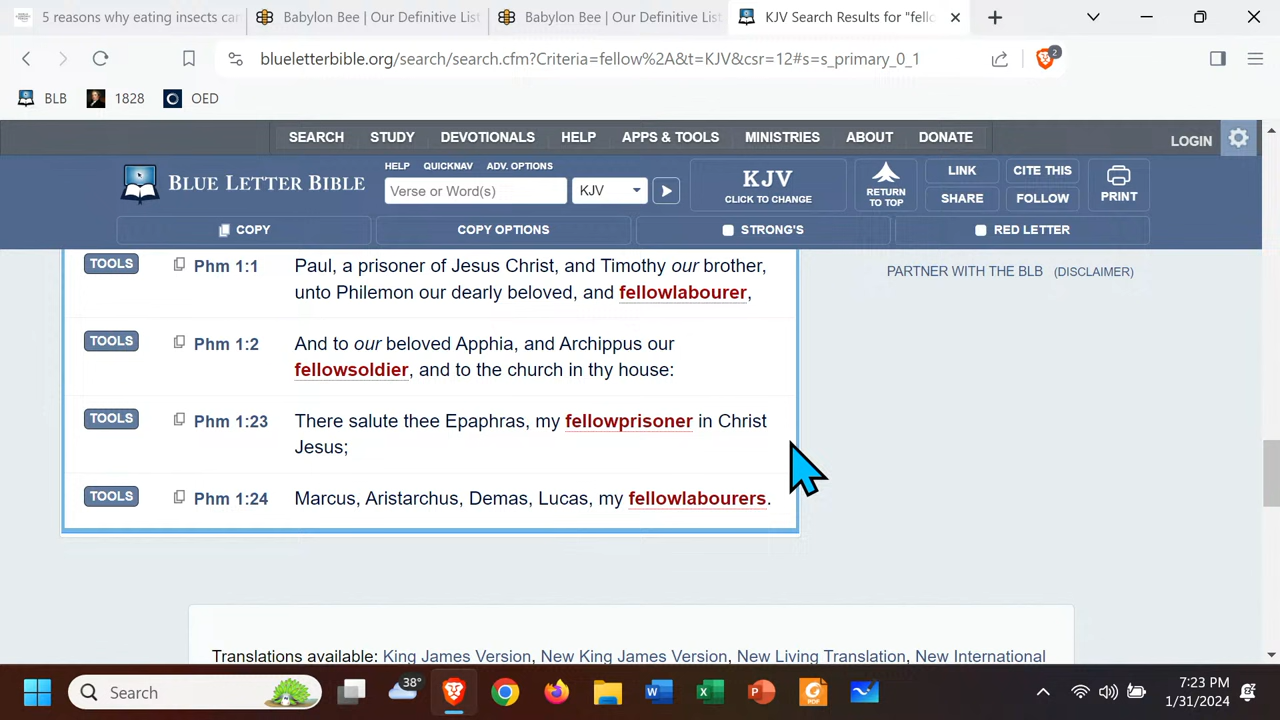 5 reasons why eating insects car
Babylon Bee | Our Definitive List
Babylon Bee | Our Definitive List
KJV Search Results for "fello
blueletterbible.org/search/search.cfm?Criteria=fellow%2A&t=KJV&csr=12#s=s_primary_0_1
2
BLB
1828
OED
SEARCH STUDY DEVOTIONALS HELP APPS & TOOLS MINISTRIES ABOUT DONATE
LOGIN
BLUE LETTER BIBLE
HELP QUICKNAV ADV. OPTIONS
Verse or Word(s)
KJV
KJV
CLICK TO CHANGE
RETURN
TO TOP
LINK
CITE THIS
SHARE
FOLLOW
PRINT
COPY
COPY OPTIONS
STRONG'S
RED LETTER
PARTNER WITH THE BLB (DISCLAIMER)
TOOLS Phm 1:1 Paul, a prisoner of Jesus Christ, and Timothy our brother,
unto Philemon our dearly beloved, and fellowlabourer,
TOOLS Phm 1:2 And to our beloved Apphia, and Archippus our
fellowsoldier, and to the church in thy house:
TOOLS Phm 1:23 There salute thee Epaphras, my fellowprisoner in Christ
Jesus;
TOOLS Phm 1:24 Marcus, Aristarchus, Demas, Lucas, my fellowlabourers.
Translations available: King James Version, New King James Version, New Living Translation, New International
Search
38°
7:23 PM
1/31/2024